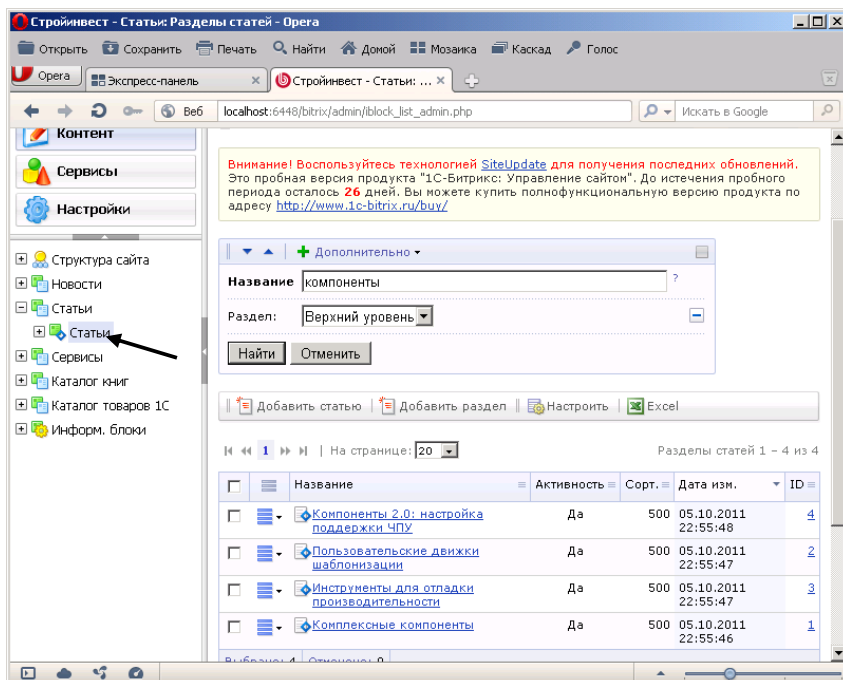 Стройинвест - Статьи: Разделы статей - Opera
Открыть Сохранить Печать Найти Домой Мозаика Каскад Голос
Opera Экспресс-панель Стройинвест - Статьи: ...
Веб localhost:6448/bitrix/admin/iblock_list_admin.php Искать в Google
Контент
Сервисы
Настройки
Структура сайта
Новости
Статьи
Статьи
Сервисы
Каталог книг
Каталог товаров 1С
Информ. блоки
Внимание! Воспользуйтесь технологией SiteUpdate для получения последних обновлений.
Это пробная версия продукта "1С-Битрикс: Управление сайтом". До истечения пробного
периода осталось 26 дней. Вы можете купить полнофункциональную версию продукта по
адресу http://www.1c-bitrix.ru/buy/
Дополнительно
Название компоненты ?
Раздел: Верхний уровень
Найти Отменить
Добавить статью Добавить раздел Настроить Excel
1 | На странице: 20 Разделы статей 1 – 4 из 4
Название Активность Сорт. Дата изм. ID
Компоненты 2.0: настройка
поддержки ЧПУ Да 500 05.10.2011
22:55:48 4
Пользовательские движки
шаблонизации Да 500 05.10.2011
22:55:47 2
Инструменты для отладки
производительности Да 500 05.10.2011
22:55:47 3
Комплексные компоненты Да 500 05.10.2011
22:55:46 1
Выбрано: 4 Отмечено: 0